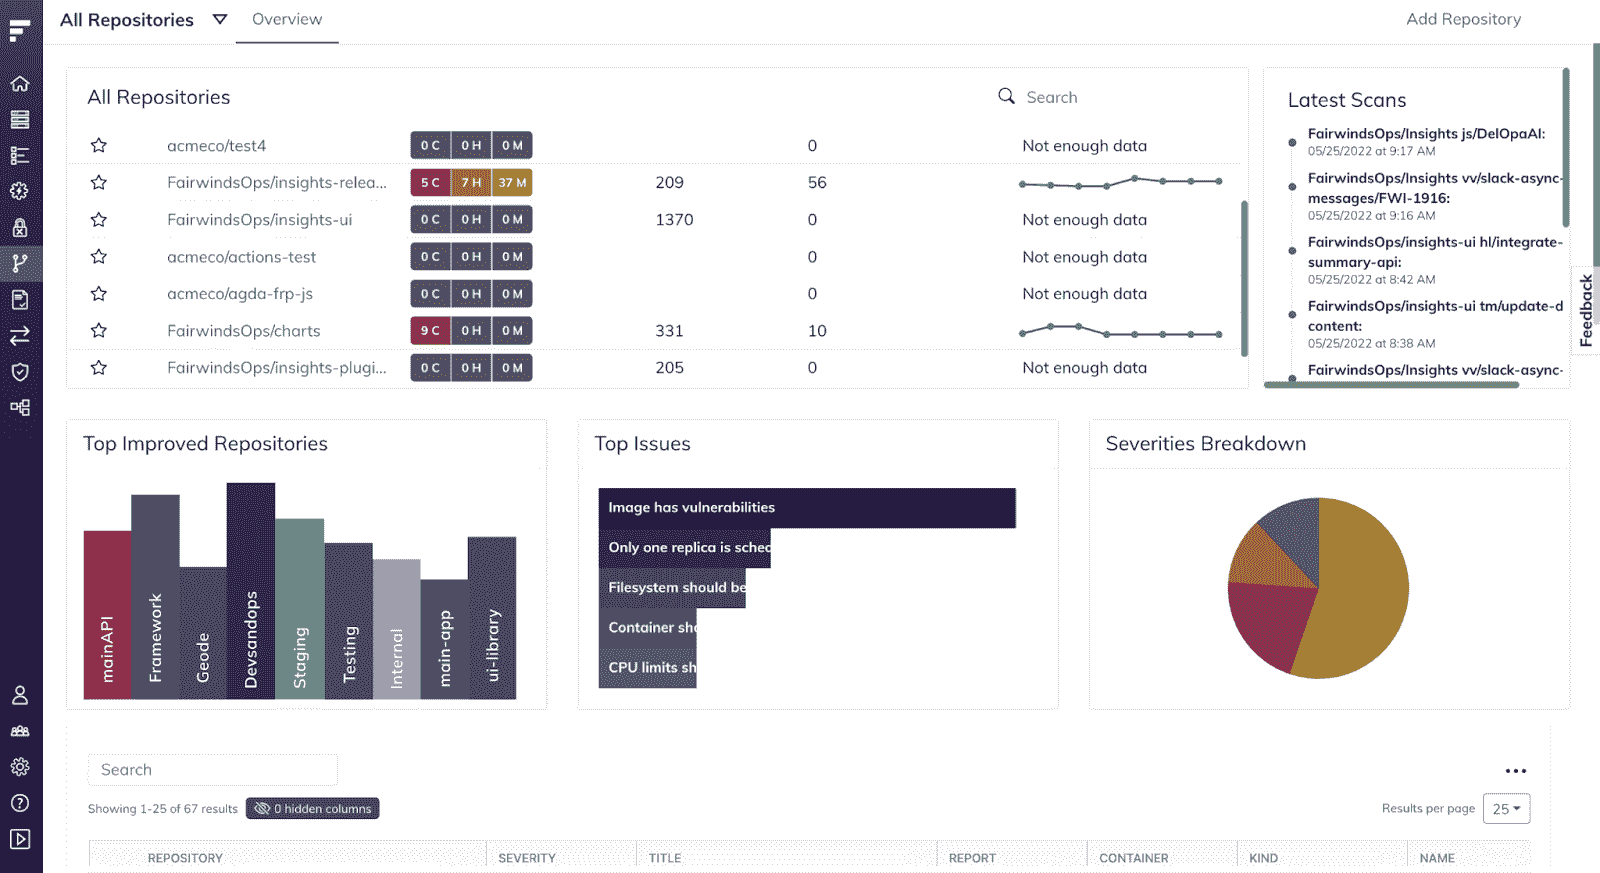 All Repositories Overview Add Repository
All Repositories Search
acmeco/test4 0 C 0 H 0 M 0 Not enough data
FairwindsOps/insights-relea... 5 C 7 H 37 M 209 56
FairwindsOps/insights-ui 0 C 0 H 0 M 1370 0 Not enough data
acmeco/actions-test 0 C 0 H 0 M 0 Not enough data
acmeco/agda-frp-js 0 C 0 H 0 M 0 Not enough data
FairwindsOps/charts 9 C 0 H 0 M 331 10
FairwindsOps/insights-plugi... 0 C 0 H 0 M 205 0 Not enough data
Latest Scans
FairwindsOps/Insights js/DelOpaAI:
05/25/2022 at 9:17 AM
FairwindsOps/Insights vv/slack-async-
messages/FWI-1916:
05/25/2022 at 9:16 AM
FairwindsOps/insights-ui hl/integrate-
summary-api:
05/25/2022 at 8:42 AM
FairwindsOps/insights-ui tm/update-d
content:
05/25/2022 at 8:38 AM
FairwindsOps/Insights vv/slack-async-
Feedback
Top Improved Repositories
mainAPI
Framework
Geode
Devsandops
Staging
Testing
Internal
main-app
ui-library
Top Issues
Image has vulnerabilities
Only one replica is sched
Filesystem should be
Container sho
CPU limits sh
Severities Breakdown
Search
Showing 1-25 of 67 results 0 hidden columns Results per page 25
REPOSITORY SEVERITY TITLE REPORT CONTAINER KIND NAME